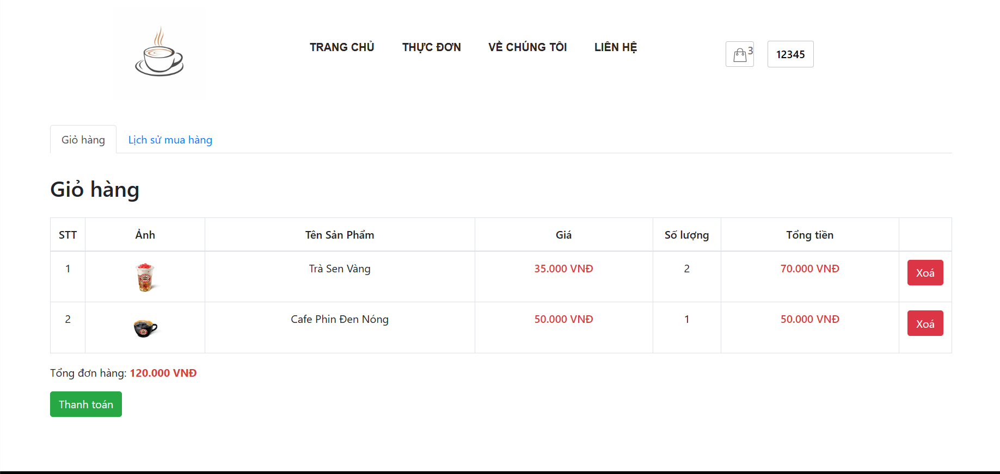 TRANG CHỦ THỰC ĐƠN VỀ CHÚNG TÔI LIÊN HỆ 3 12345
Giỏ hàng Lịch sử mua hàng
Giỏ hàng
STT Ảnh Tên Sản Phẩm Giá Số lượng Tổng tiền
1 Trà Sen Vàng 35.000 VNĐ 2 70.000 VNĐ Xoá
2 Cafe Phin Đen Nóng 50.000 VNĐ 1 50.000 VNĐ Xoá
Tổng đơn hàng: 120.000 VNĐ
Thanh toán